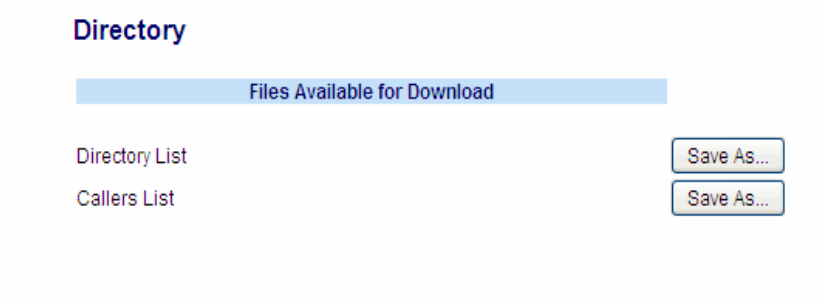 Directory
Files Available for Download
Directory List Save As...
Callers List Save As...